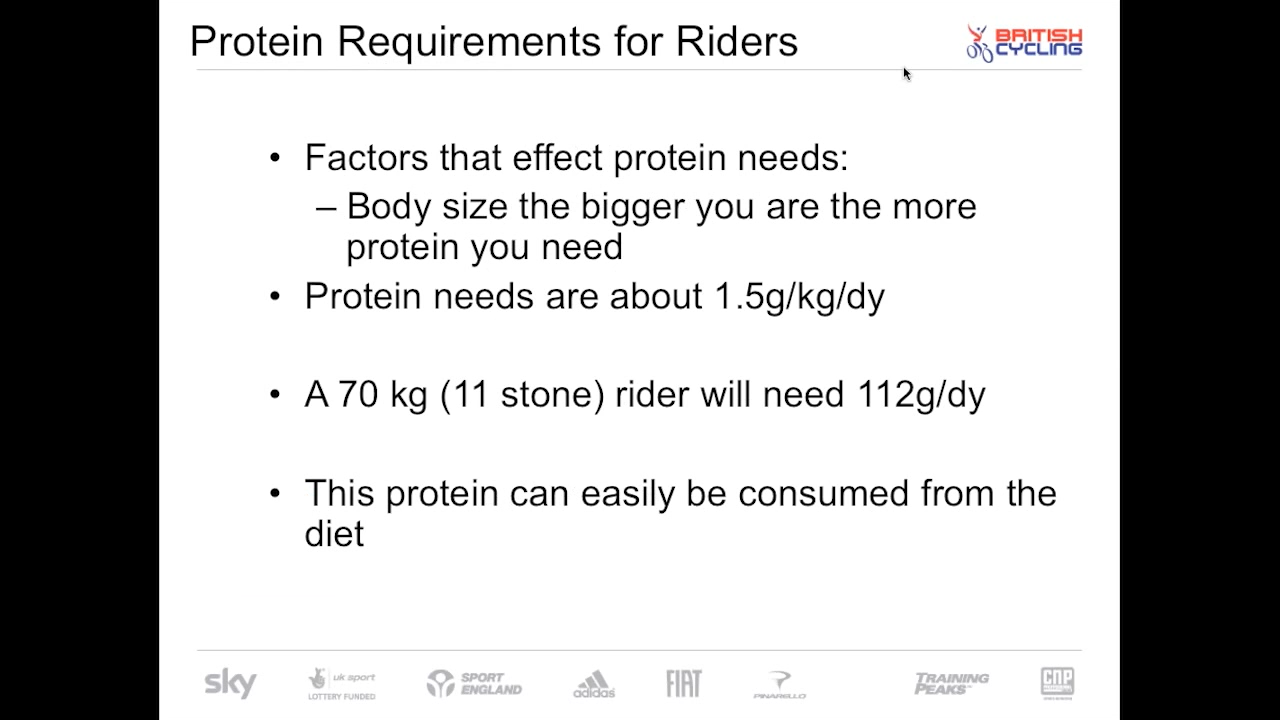 Protein Requirements for Riders
BRITISH
CYCLING
• Factors that effect protein needs:
– Body size the bigger you are the more
protein you need
• Protein needs are about 1.5g/kg/dy
• A 70 kg (11 stone) rider will need 112g/dy
• This protein can easily be consumed from the
diet
sky
uk sport
LOTTERY FUNDED
SPORT
ENGLAND
adidas
FIAT
PINARELLO
TRAINING
PEAKS™
CNP